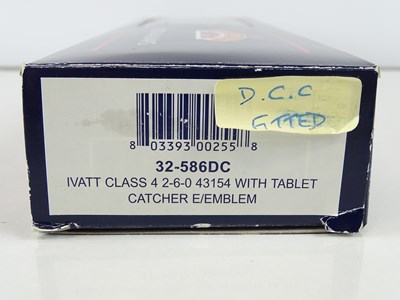 D.C.C
FITTED
8 03393 00255 8
32-586DC
IVATT CLASS 4 2-6-0 43154 WITH TABLET
CATCHER E/EMBLEM